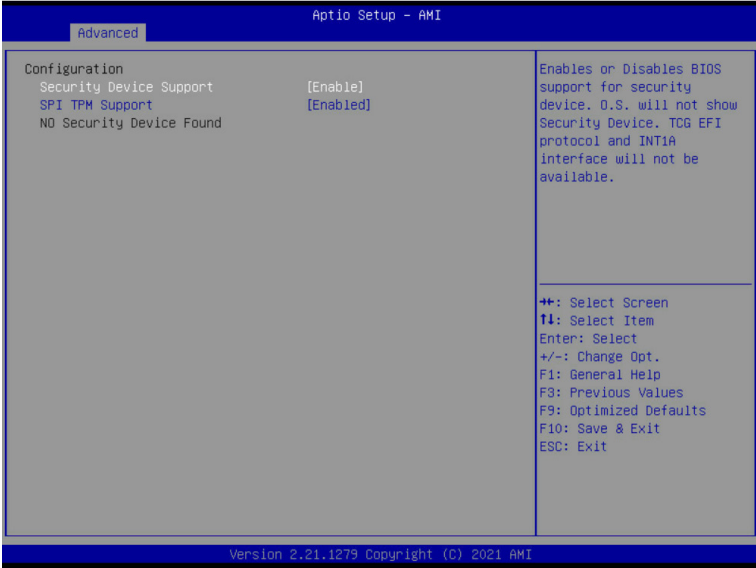 Aptio Setup – AMI
Advanced
Configuration
Security Device Support [Enable]
SPI TPM Support [Enabled]
NO Security Device Found
Enables or Disables BIOS
support for security
device. O.S. will not show
Security Device. TCG EFI
protocol and INT1A
interface will not be
available.
→←: Select Screen
↑↓: Select Item
Enter: Select
+/-: Change Opt.
F1: General Help
F3: Previous Values
F9: Optimized Defaults
F10: Save & Exit
ESC: Exit
Version 2.21.1279 Copyright (C) 2021 AMI